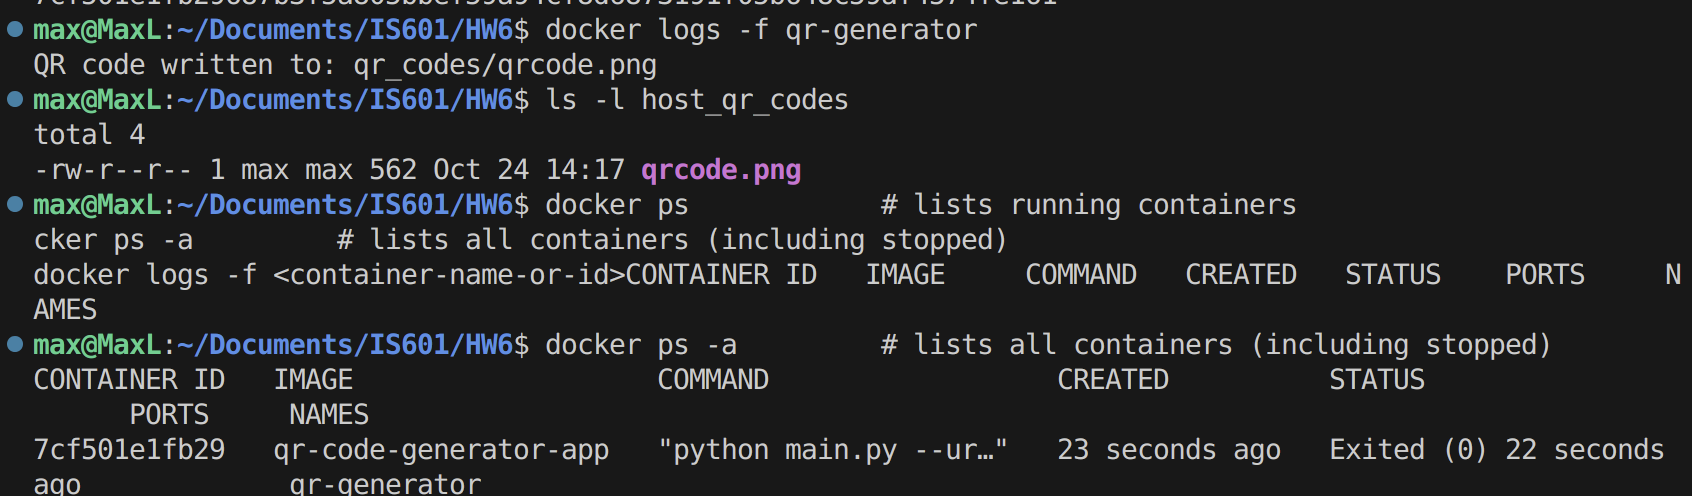 max@MaxL:~/Documents/IS601/HW6$ docker logs -f qr-generator
QR code written to: qr_codes/qrcode.png
max@MaxL:~/Documents/IS601/HW6$ ls -l host_qr_codes
total 4
-rw-r--r-- 1 max max 562 Oct 24 14:17 qrcode.png
max@MaxL:~/Documents/IS601/HW6$ docker ps            # lists running containers
cker ps -a         # lists all containers (including stopped)
docker logs -f <container-name-or-id>CONTAINER ID   IMAGE     COMMAND   CREATED   STATUS    PORTS     N
AMES
max@MaxL:~/Documents/IS601/HW6$ docker ps -a         # lists all containers (including stopped)
CONTAINER ID   IMAGE                   COMMAND                  CREATED          STATUS
      PORTS     NAMES
7cf501e1fb29   qr-code-generator-app   "python main.py --ur…"   23 seconds ago   Exited (0) 22 seconds
ago             qr-generator